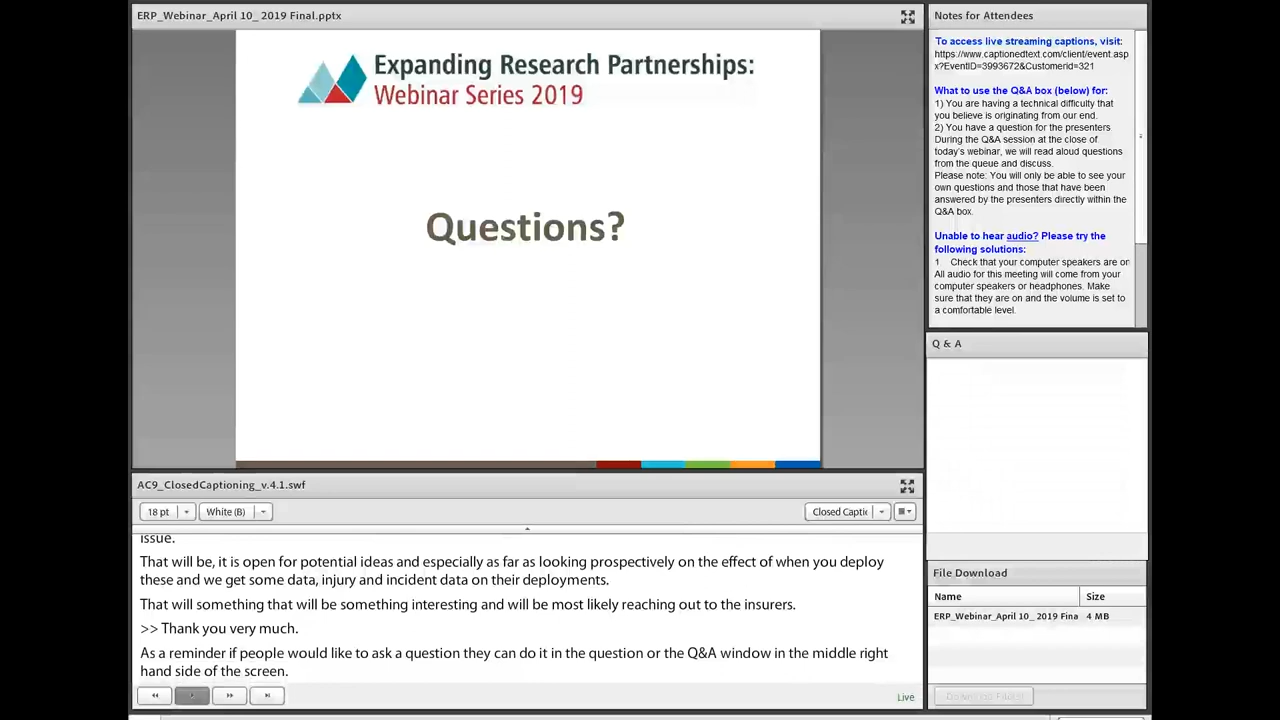 ERP_Webinar_April 10_ 2019 Final.pptx
Expanding Research Partnerships:
Webinar Series 2019
Questions?
AC9_ClosedCaptioning_v.4.1.swf
18 pt
White (B)
Closed Captic
issue.
That will be, it is open for potential ideas and especially as far as looking prospectively on the effect of when you deploy
these and we get some data, injury and incident data on their deployments.
That will something that will be something interesting and will be most likely reaching out to the insurers.
>> Thank you very much.
As a reminder if people would like to ask a question they can do it in the question or the Q&A window in the middle right
hand side of the screen.
Live
Notes for Attendees
To access live streaming captions, visit:
https://www.captionedtext.com/client/event.asp
x?EventID=3993672&CustomerId=321
What to use the Q&A box (below) for:
1) You are having a technical difficulty that
you believe is originating from our end.
2) You have a question for the presenters
During the Q&A session at the close of
today's webinar, we will read aloud questions
from the queue and discuss.
Please note: You will only be able to see your
own questions and those that have been
answered by the presenters directly within the
Q&A box.
Unable to hear audio? Please try the
following solutions:
1 Check that your computer speakers are on
All audio for this meeting will come from your
computer speakers or headphones. Make
sure that they are on and the volume is set to
a comfortable level.
Q & A
File Download
Name Size
ERP_Webinar_April 10_ 2019 Fina 4 MB
Download File(s)